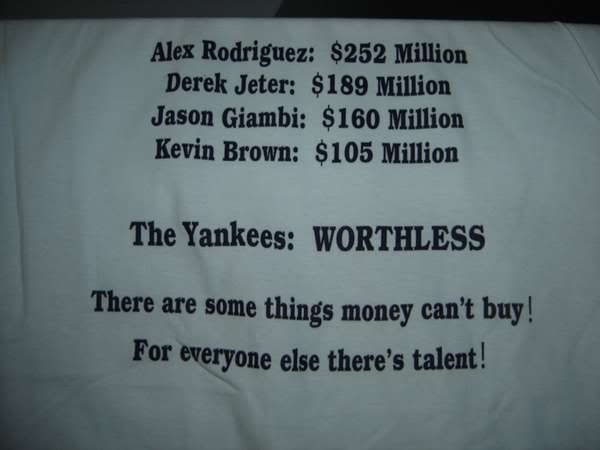 Alex Rodriguez: $252 Million
Derek Jeter: $189 Million
Jason Giambi: $160 Million
Kevin Brown: $105 Million
The Yankees: WORTHLESS
There are some things money can't buy!
For everyone else there's talent!